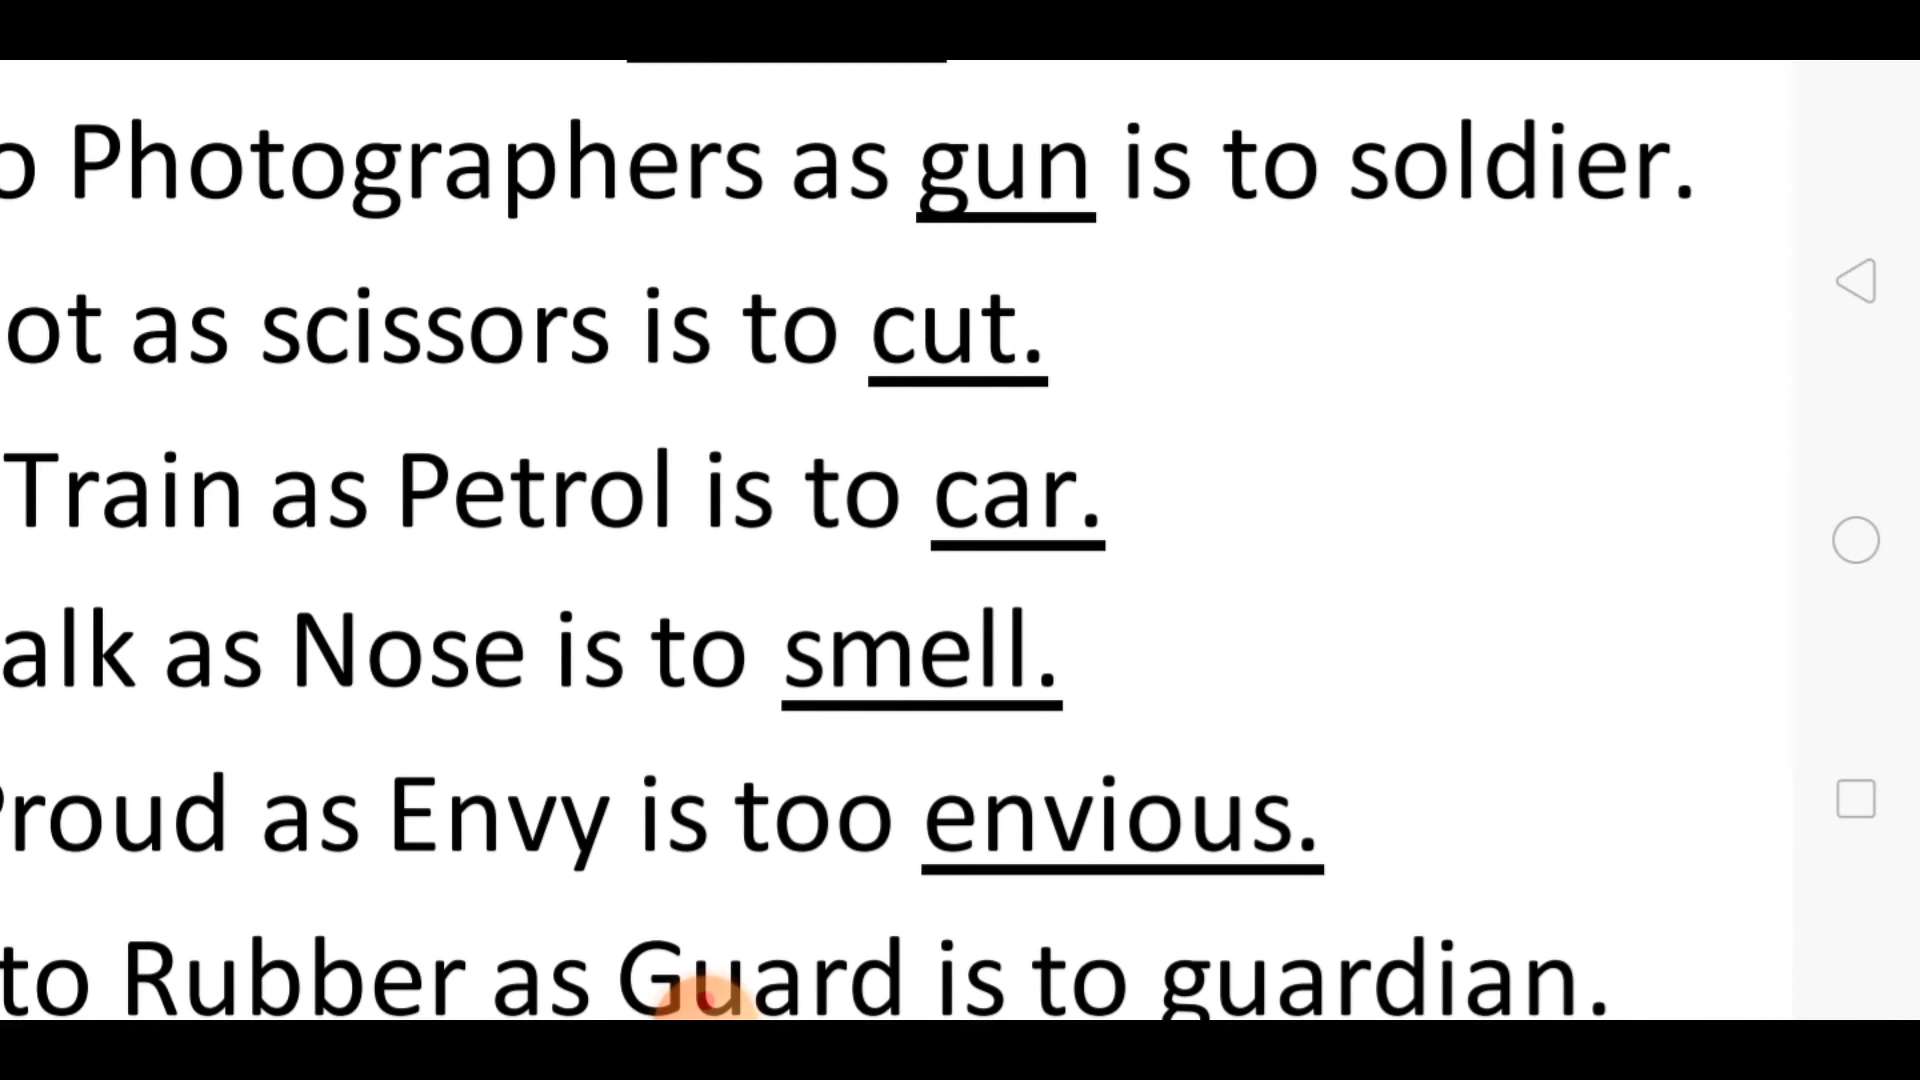 o Photographers as gun is to soldier.
ot as scissors is to cut.
Train as Petrol is to car.
alk as Nose is to smell.
roud as Envy is too envious.
to Rubber as Guard is to guardian.